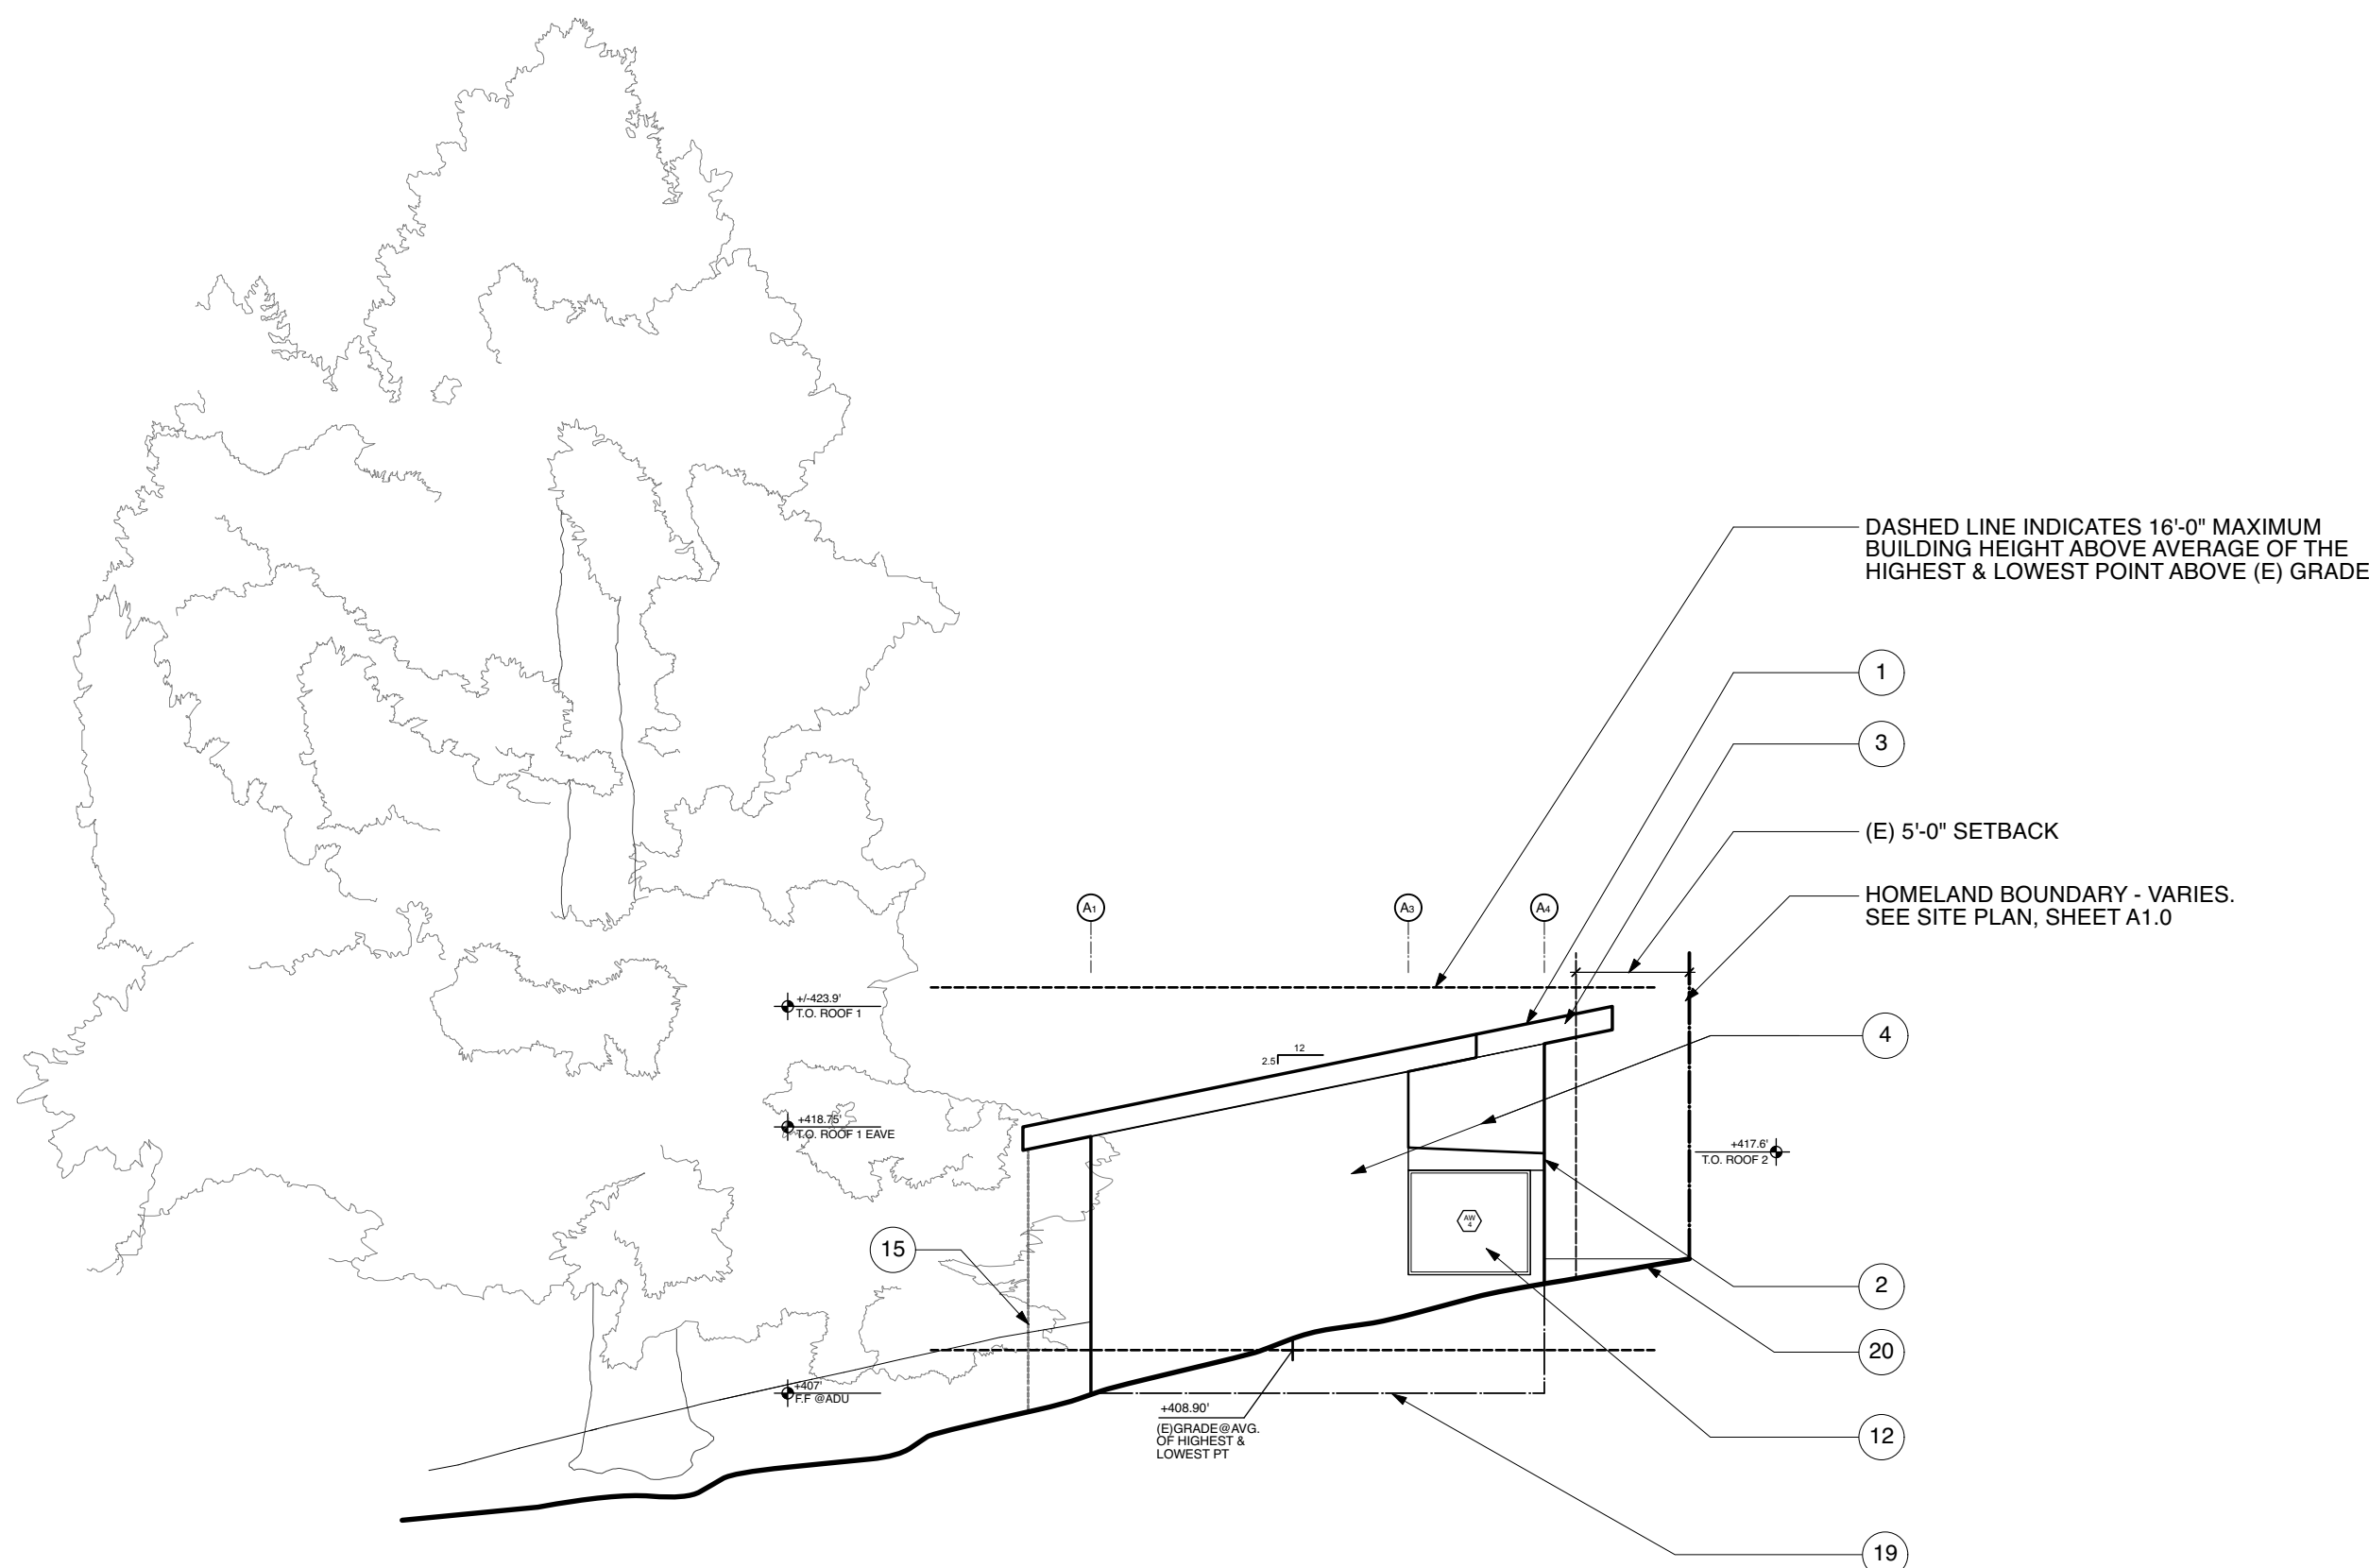 DASHED LINE INDICATES 16'-0" MAXIMUM
BUILDING HEIGHT ABOVE AVERAGE OF THE
HIGHEST & LOWEST POINT ABOVE (E) GRADE
1
3
(E) 5'-0" SETBACK
HOMELAND BOUNDARY - VARIES.
SEE SITE PLAN, SHEET A1.0
A1
A3
A4
+/-423.9'
T.O. ROOF 1
4
12
2.5
+418.75'
T.O. ROOF 1 EAVE
+417.6'
T.O. ROOF 2
AW
4
15
2
20
+407'
F.F @ADU
+408.90'
(E)GRADE@AVG.
OF HIGHEST &
LOWEST PT
12
19